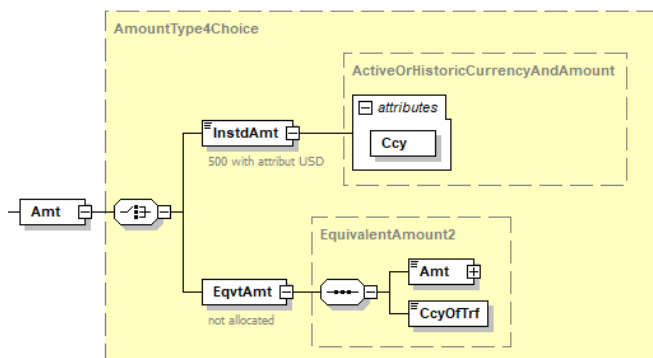 AmountType4Choice
ActiveOrHistoricCurrencyAndAmount
attributes
InstdAmt
Ccy
500 with attribut USD
Amt
EquivalentAmount2
Amt
EqvtAmt
CcyOfTrf
not allocated